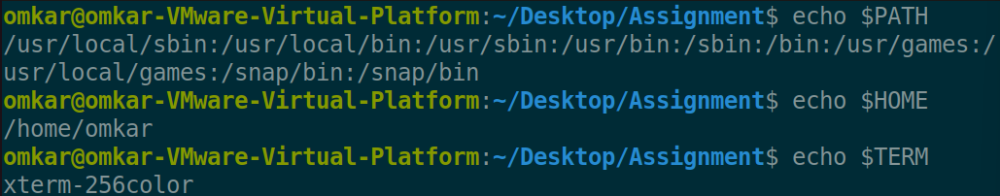 omkar@omkar-VMware-Virtual-Platform:~/Desktop/Assignment$ echo $PATH
/usr/local/sbin:/usr/local/bin:/usr/sbin:/usr/bin:/sbin:/bin:/usr/games:/
usr/local/games:/snap/bin:/snap/bin
omkar@omkar-VMware-Virtual-Platform:~/Desktop/Assignment$ echo $HOME
/home/omkar
omkar@omkar-VMware-Virtual-Platform:~/Desktop/Assignment$ echo $TERM
xterm-256color